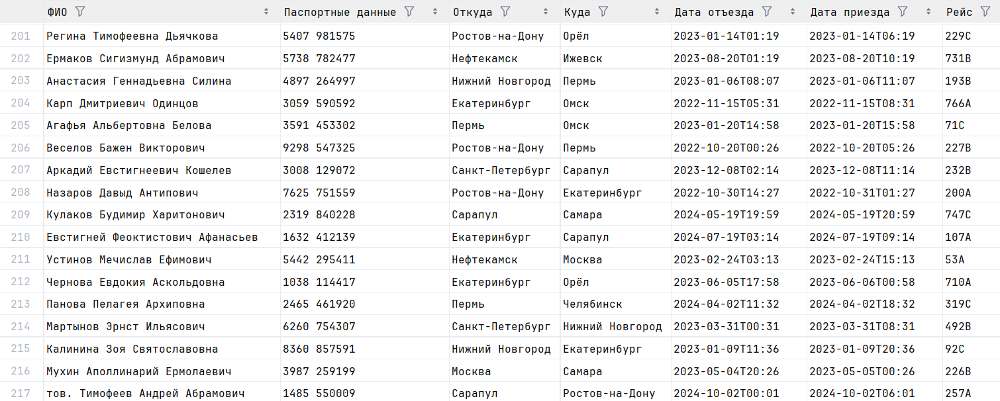 ФИО Паспортные данные Откуда Куда Дата отъезда Дата приезда Рейс
201 Регина Тимофеевна Дьячкова 5407 981575 Ростов-на-Дону Орёл 2023-01-14T01:19 2023-01-14T06:19 229C
202 Ермаков Сигизмунд Абрамович 5738 782477 Нефтекамск Ижевск 2023-08-20T01:19 2023-08-20T10:19 731B
203 Анастасия Геннадьевна Силина 4897 264997 Нижний Новгород Пермь 2023-01-06T08:07 2023-01-06T11:07 193B
204 Карп Дмитриевич Одинцов 3059 590592 Екатеринбург Омск 2022-11-15T05:31 2022-11-15T08:31 766A
205 Агафья Альбертовна Белова 3591 453302 Пермь Омск 2023-01-20T14:58 2023-01-20T15:58 71C
206 Веселов Бажен Викторович 9298 547325 Ростов-на-Дону Пермь 2022-10-20T00:26 2022-10-20T05:26 227B
207 Аркадий Евстигнеевич Кошелев 3008 129072 Санкт-Петербург Сарапул 2023-12-08T02:14 2023-12-08T11:14 232B
208 Назаров Давыд Антипович 7625 751559 Ростов-на-Дону Екатеринбург 2022-10-30T14:27 2022-10-31T01:27 200A
209 Кулаков Будимир Харитонович 2319 840228 Сарапул Самара 2024-05-19T19:59 2024-05-19T20:59 747C
210 Евстигней Феоктистович Афанасьев 1632 412139 Екатеринбург Сарапул 2024-07-19T03:14 2024-07-19T09:14 107A
211 Устинов Мечислав Ефимович 5442 295411 Нефтекамск Москва 2023-02-24T03:13 2023-02-24T15:13 53A
212 Чернова Евдокия Аскольдовна 1038 114417 Екатеринбург Орёл 2023-06-05T17:58 2023-06-06T00:58 710A
213 Панова Пелагея Архиповна 2465 461920 Пермь Челябинск 2024-04-02T11:32 2024-04-02T18:32 319C
214 Мартынов Эрнст Ильясович 6260 754307 Санкт-Петербург Нижний Новгород 2023-03-31T00:31 2023-03-31T08:31 492B
215 Калинина Зоя Святославовна 8360 857591 Нижний Новгород Екатеринбург 2023-01-09T11:36 2023-01-09T20:36 92C
216 Мухин Аполлинарий Ермолаевич 3987 259199 Москва Самара 2023-05-04T20:26 2023-05-05T00:26 226B
217 тов. Тимофеев Андрей Абрамович 1485 550009 Сарапул Ростов-на-Дону 2024-10-02T00:01 2024-10-02T06:01 257A